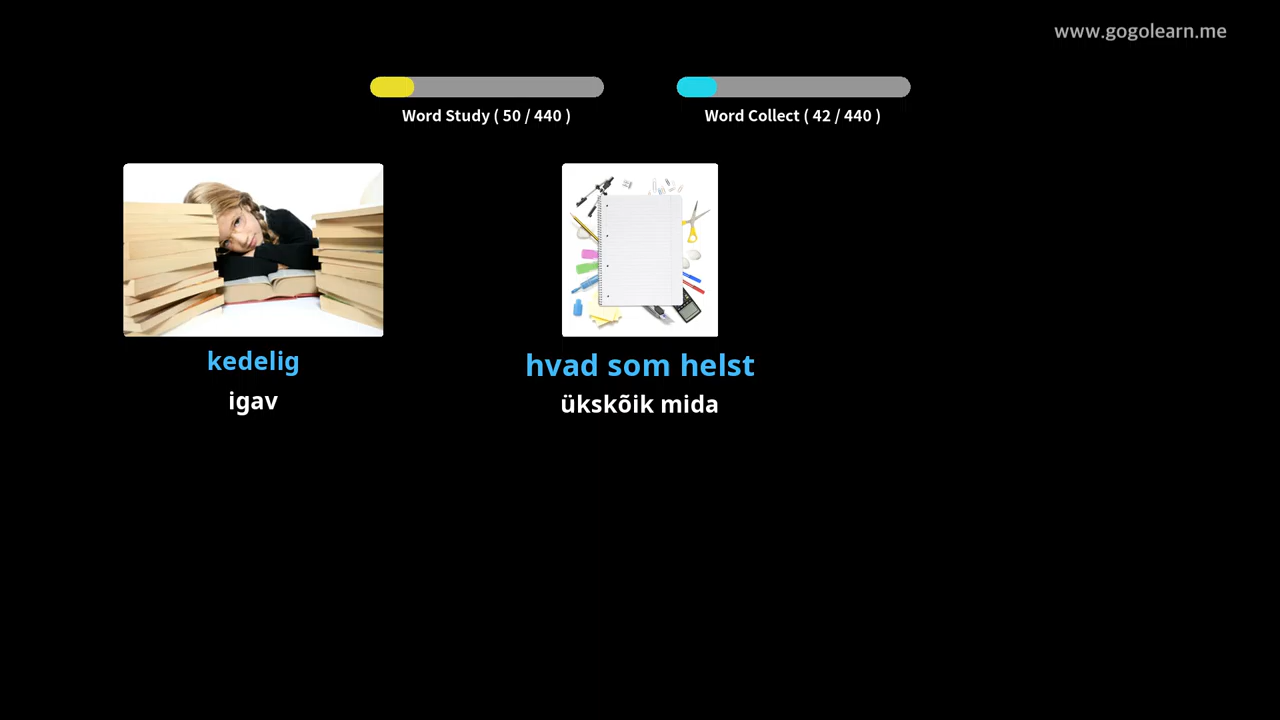 www.gogolearn.me
Word Study ( 50 / 440 )
Word Collect ( 42 / 440 )
kedelig
igav
hvad som helst
ükskõik mida